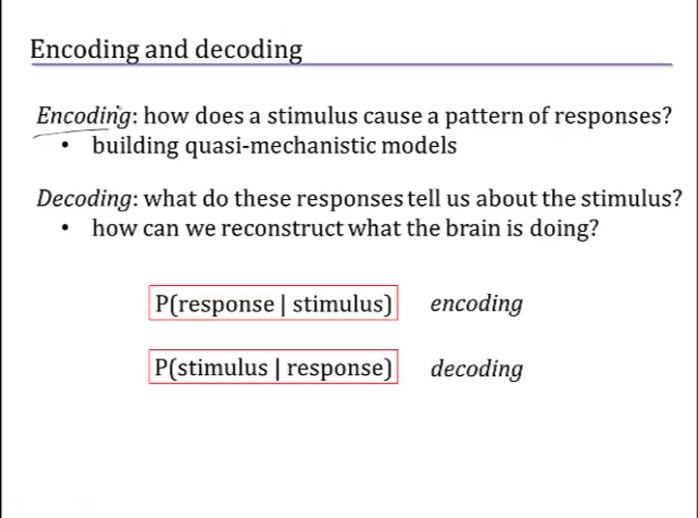 Encoding and decoding
Encoding: how does a stimulus cause a pattern of responses?
• building quasi-mechanistic models
Decoding: what do these responses tell us about the stimulus?
• how can we reconstruct what the brain is doing?
P(response | stimulus) encoding
P(stimulus | response) decoding